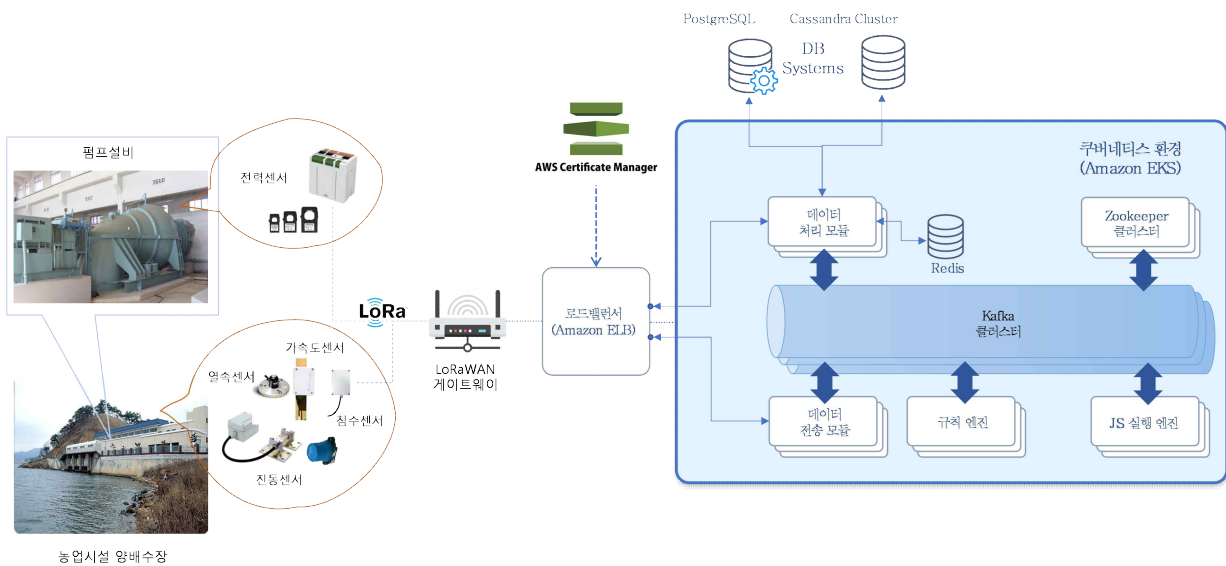 PostgreSQL
Cassandra Cluster
DB
Systems
AWS Certificate Manager
쿠버네티스 환경
(Amazon EKS)
펌프설비
전력센서
데이터
처리 모듈
Zookeeper
클러스터
Redis
LoRa
로드밸런서
(Amazon ELB)
Kafka
클러스터
가속도센서
열속센서
LoRaWAN
게이트웨이
침수센서
데이터
전송 모듈
규칙 엔진
JS 실행 엔진
진동센서
농업시설 양배수장